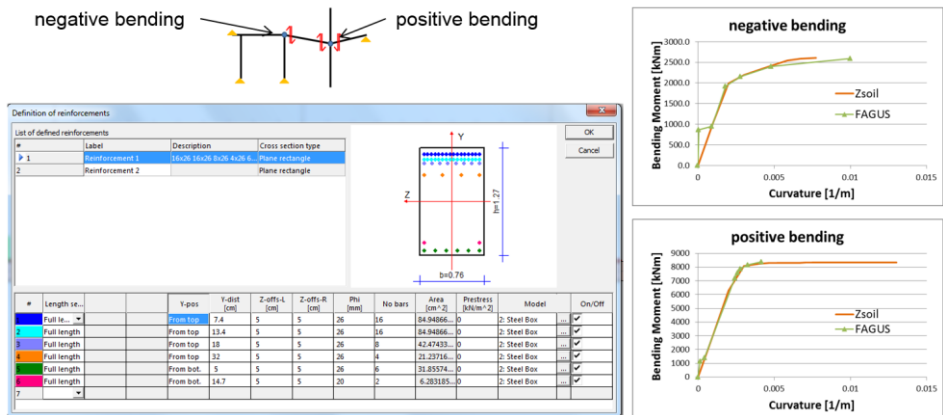 negative bending
positive bending
Definition of reinforcements
List of defined reinforcements
# Label Description Cross section type
1 Reinforcement 1 16x26 16x26 8x26 4x26 6... Plane rectangle
2 Reinforcement 2 Plane rectangle
OK
Cancel
Y
Z
h=1.27
b=0.76
# Length se... Y-pos Y-dist [cm] Z-offs-L [cm] Z-offs-R [cm] Phi [mm] No bars Area [cm^2] Prestress [kN/m^2] Model On/Off
Full le... From top 7.4 5 5 26 16 84.94866... 0 2: Steel Box ...
2 Full length From top 13.4 5 5 26 16 84.94866... 0 2: Steel Box ...
3 Full length From top 18 5 5 26 8 42.47433... 0 2: Steel Box ...
4 Full length From top 32 5 5 26 4 21.23716... 0 2: Steel Box ...
5 Full length From bot. 5 5 5 26 6 31.85574... 0 2: Steel Box ...
6 Full length From bot. 14.7 5 5 20 2 6.283185... 0 2: Steel Box ...
7
negative bending
Bending Moment [kNm]
3000.0
2500.0
2000.0
1500.0
1000.0
500.0
0.0
Zsoil
FAGUS
0 0.005 0.01 0.015
Curvature [1/m]
positive bending
Bending Moment [kNm]
9000
8000
7000
6000
5000
4000
3000
2000
1000
0
Zsoil
FAGUS
0.000 0.005 0.010 0.015
Curvature [1/m]